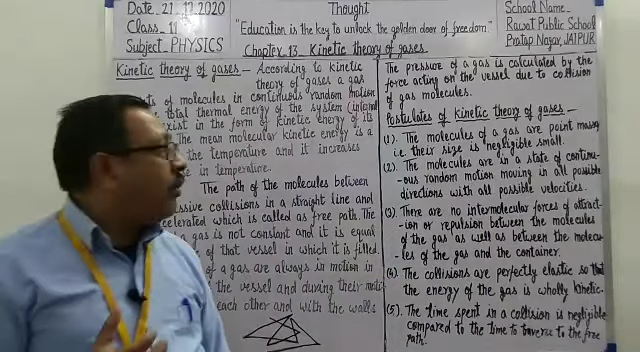 Date. 21.12.2020
Class. 11
Subject. PHYSICS
Thought
"Education is the key to unlock the golden door of freedom."
Chapter 13 Kinetic theory of gases.
School Name_
Rawat Public School
Pratap Nagar, JAIPUR
Kinetic theory of gases - According to kinetic
theory of gases a gas
of molecules in continuous random motion
total thermal energy of the system (internal
exist in the form of kinetic energy of its
The mean molecular kinetic energy is a
the temperature and it increases
in temperature.
The path of the molecules between
collisions in a straight line and
which is called as free path. The
a gas is not constant and it is equal
of that vessel in which it is filled.
of a gas are always in motion in
the vessel and during their
each other and with the walls
The pressure of a gas is calculated by the
force acting on the vessel due to collision
of gas molecules.
Postulates of kinetic theory of gases -
(1). The molecules of a gas are point masses
i.e. their size is negligible small.
(2). The molecules are in a state of continu-
-ous random motion moving in all possible
directions with all possible velocities.
(3) There are no intermolecular forces of attract-
-ion or repulsion between the molecules
of the gas as well as between the molecu-
-les of the gas and the container.
(4) The collisions are perfectly elastic so that
the energy of the gas is wholly kinetic.
(5). The time spent in a collision is negligible
compared to the time to traverse to the free
path.